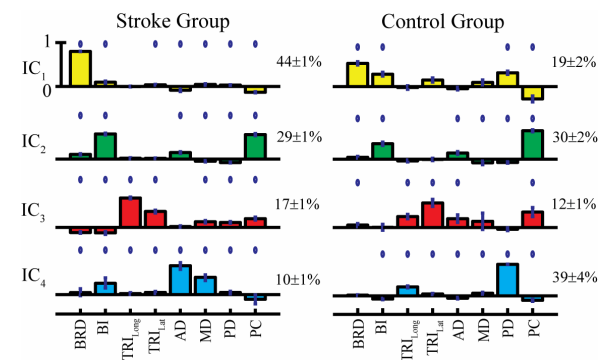 Stroke Group Control Group
1
IC1 44±1% 19±2%
0
IC2 29±1% 30±2%
IC3 17±1% 12±1%
IC4 10±1% 39±4%
BRD BI TRILong TRILat AD MD PD PC BRD BI TRILong TRILat AD MD PD PC